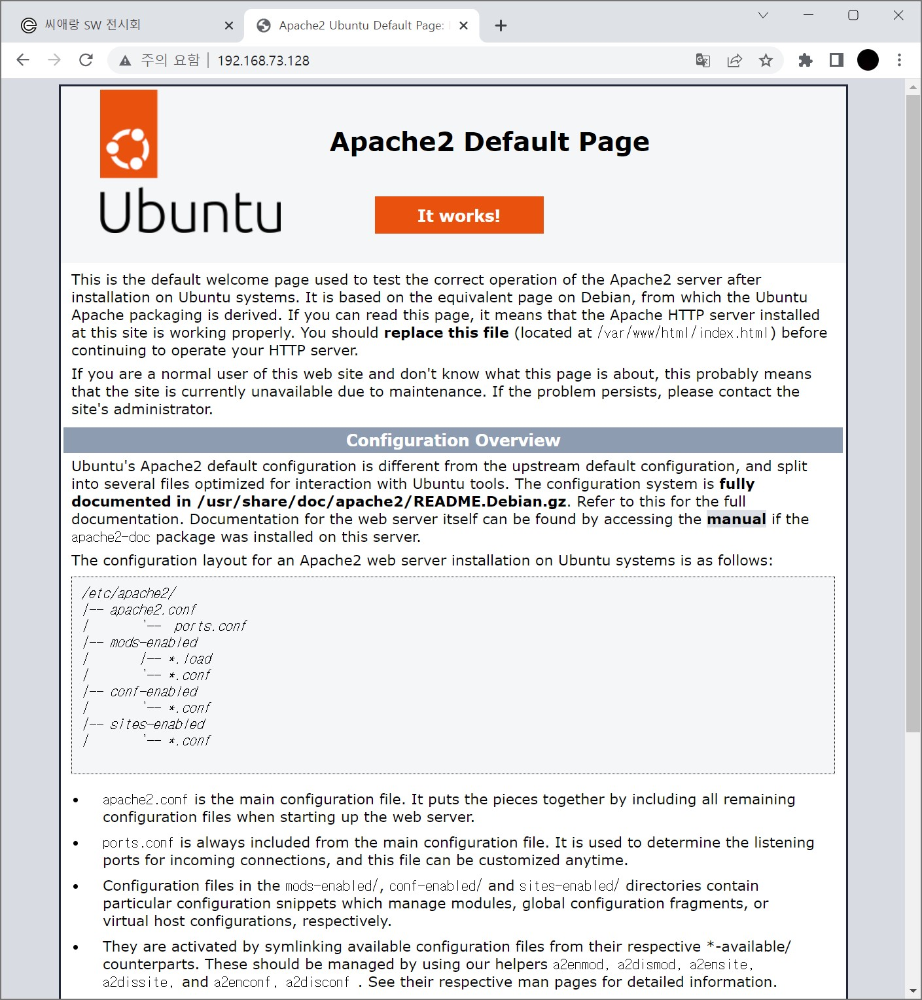 씨애랑 SW 전시회
Apache2 Ubuntu Default Page:
주의 요함
192.168.73.128
Ubuntu
Apache2 Default Page
It works!
This is the default welcome page used to test the correct operation of the Apache2 server after
installation on Ubuntu systems. It is based on the equivalent page on Debian, from which the Ubuntu
Apache packaging is derived. If you can read this page, it means that the Apache HTTP server installed
at this site is working properly. You should replace this file (located at /var/www/html/index.html) before
continuing to operate your HTTP server.
If you are a normal user of this web site and don't know what this page is about, this probably means
that the site is currently unavailable due to maintenance. If the problem persists, please contact the
site's administrator.
Configuration Overview
Ubuntu's Apache2 default configuration is different from the upstream default configuration, and split
into several files optimized for interaction with Ubuntu tools. The configuration system is fully
documented in /usr/share/doc/apache2/README.Debian.gz. Refer to this for the full
documentation. Documentation for the web server itself can be found by accessing the manual if the
apache2-doc package was installed on this server.
The configuration layout for an Apache2 web server installation on Ubuntu systems is as follows:
/etc/apache2/
|-- apache2.conf
|       `--  ports.conf
|-- mods-enabled
|       |-- *.load
|       `-- *.conf
|-- conf-enabled
|       `-- *.conf
|-- sites-enabled
|       `-- *.conf
• apache2.conf is the main configuration file. It puts the pieces together by including all remaining
configuration files when starting up the web server.
• ports.conf is always included from the main configuration file. It is used to determine the listening
ports for incoming connections, and this file can be customized anytime.
• Configuration files in the mods-enabled/, conf-enabled/ and sites-enabled/ directories contain
particular configuration snippets which manage modules, global configuration fragments, or
virtual host configurations, respectively.
• They are activated by symlinking available configuration files from their respective *-available/
counterparts. These should be managed by using our helpers a2enmod, a2dismod, a2ensite,
a2dissite, and a2enconf, a2disconf . See their respective man pages for detailed information.